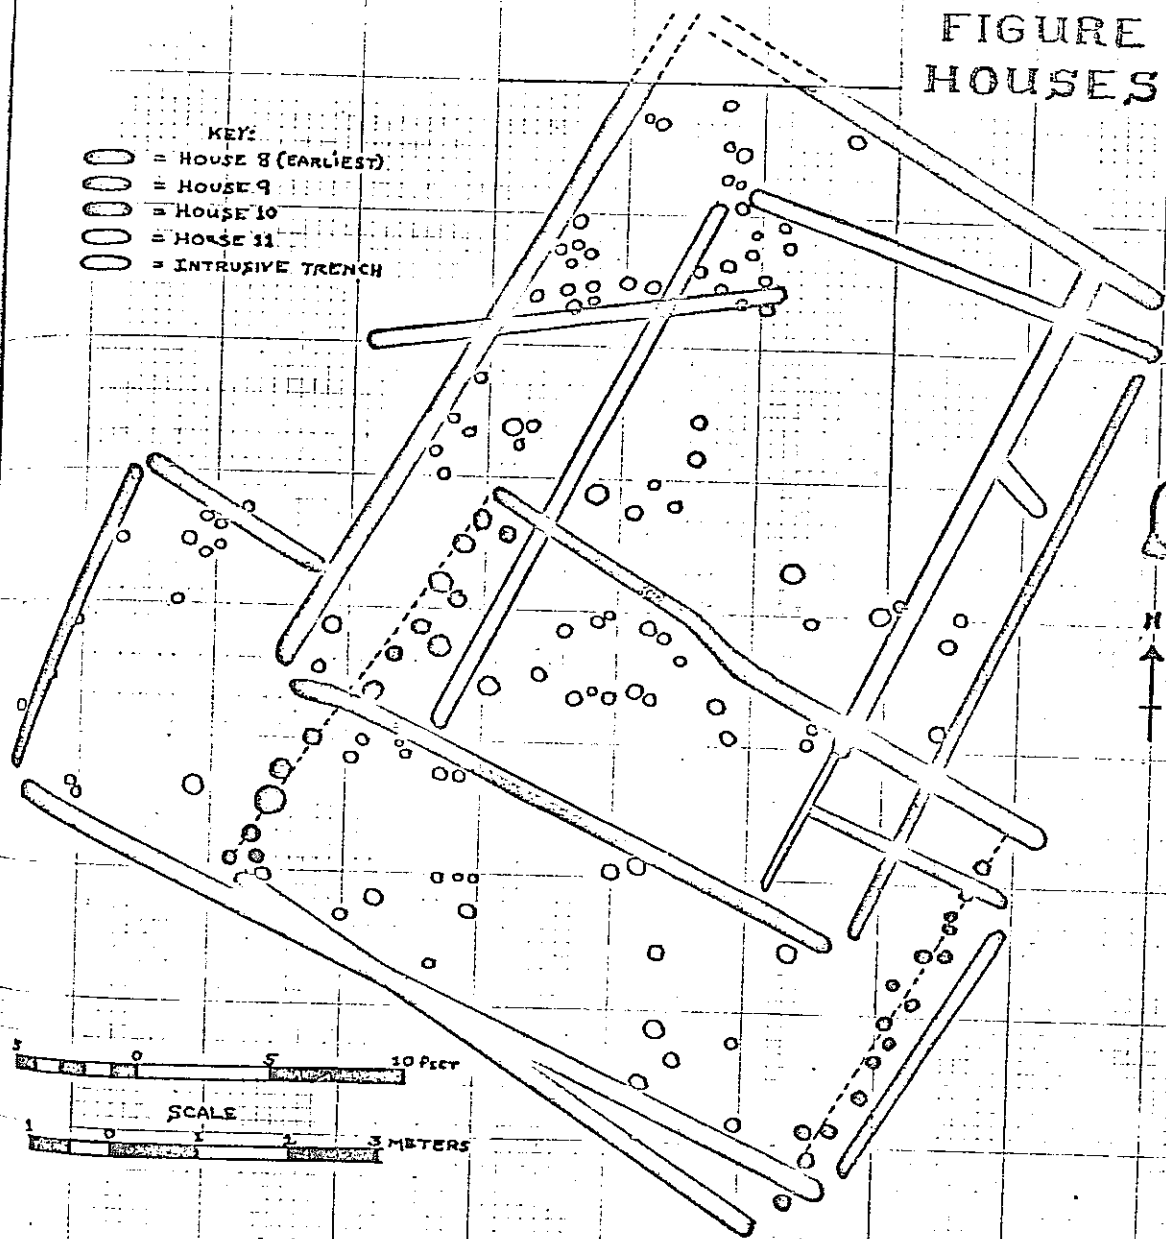 FIGURE
HOUSES
KEY:
= HOUSE 8 (EARLIEST)
= HOUSE 9
= HOUSE 10
= HOUSE 11
= INTRUSIVE TRENCH
N
5 0 5 10 FEET
SCALE
1 0 1 2 3 METERS